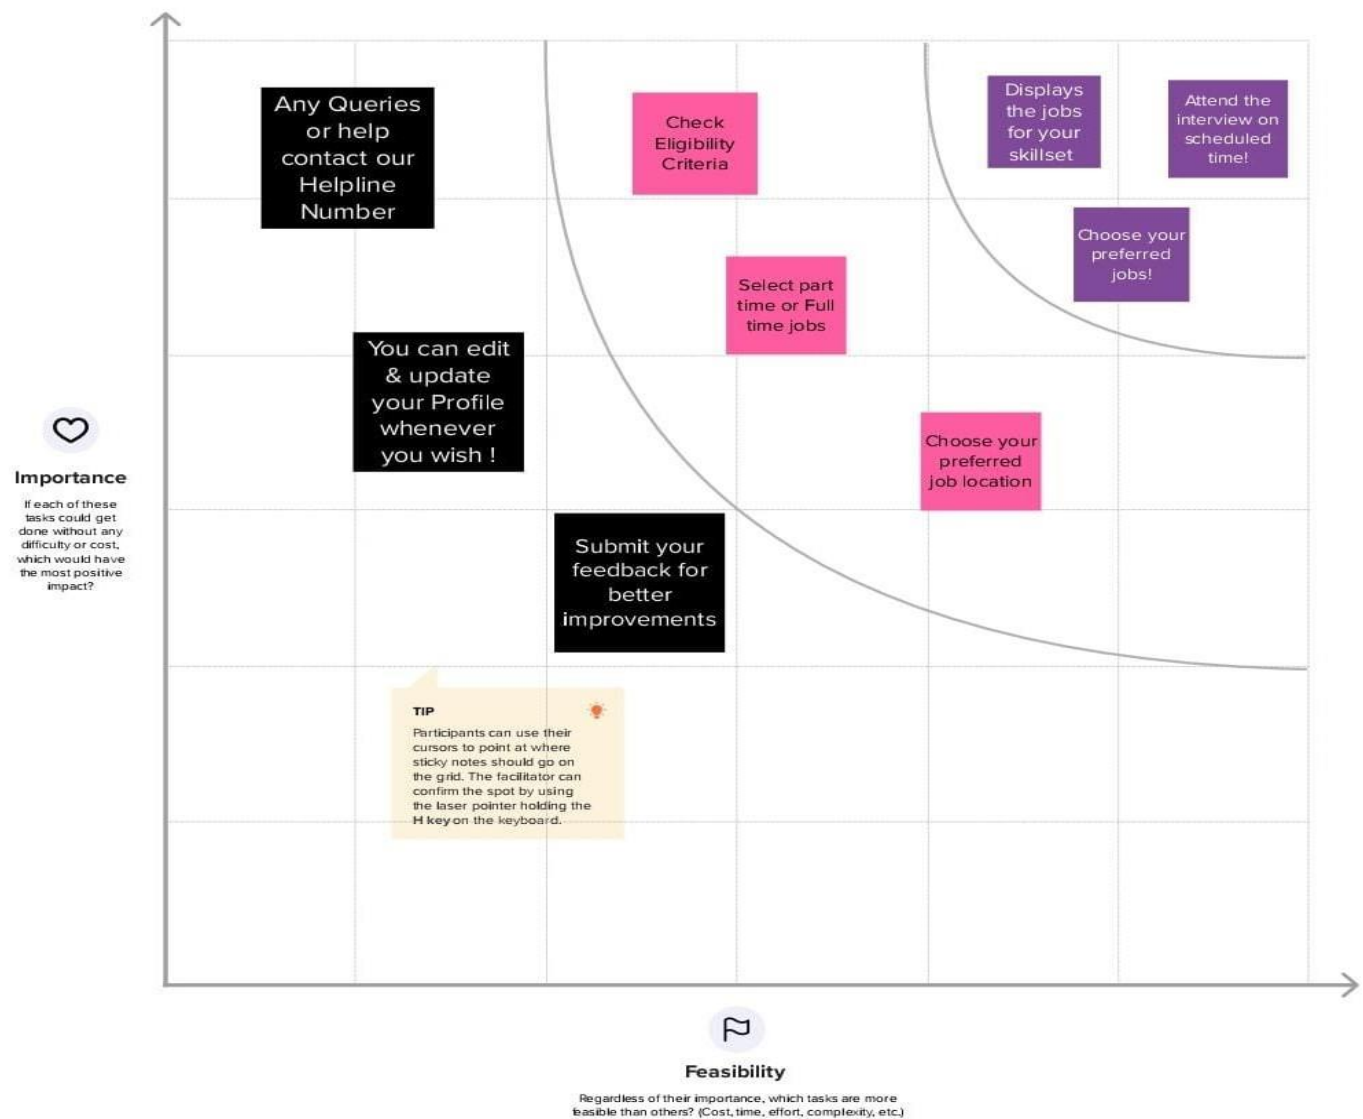 Any Queries
or help
contact our
Helpline
Number
Check
Eligibility
Criteria
Displays
the jobs
for your
skillset
Attend the
interview on
scheduled
time!
Choose your
preferred
jobs!
Select part
time or Full
time jobs
You can edit
& update
your Profile
whenever
you wish !
Choose your
preferred
job location
Importance
If each of these
tasks could get
done without any
difficulty or cost,
which would have
the most positive
impact?
Submit your
feedback for
better
improvements
TIP
Participants can use their
cursors to point at where
sticky notes should go on
the grid. The facilitator can
confirm the spot by using
the laser pointer holding the
H key on the keyboard.
Feasibility
Regardless of their importance, which tasks are more
feasible than others? (Cost, time, effort, complexity, etc.)